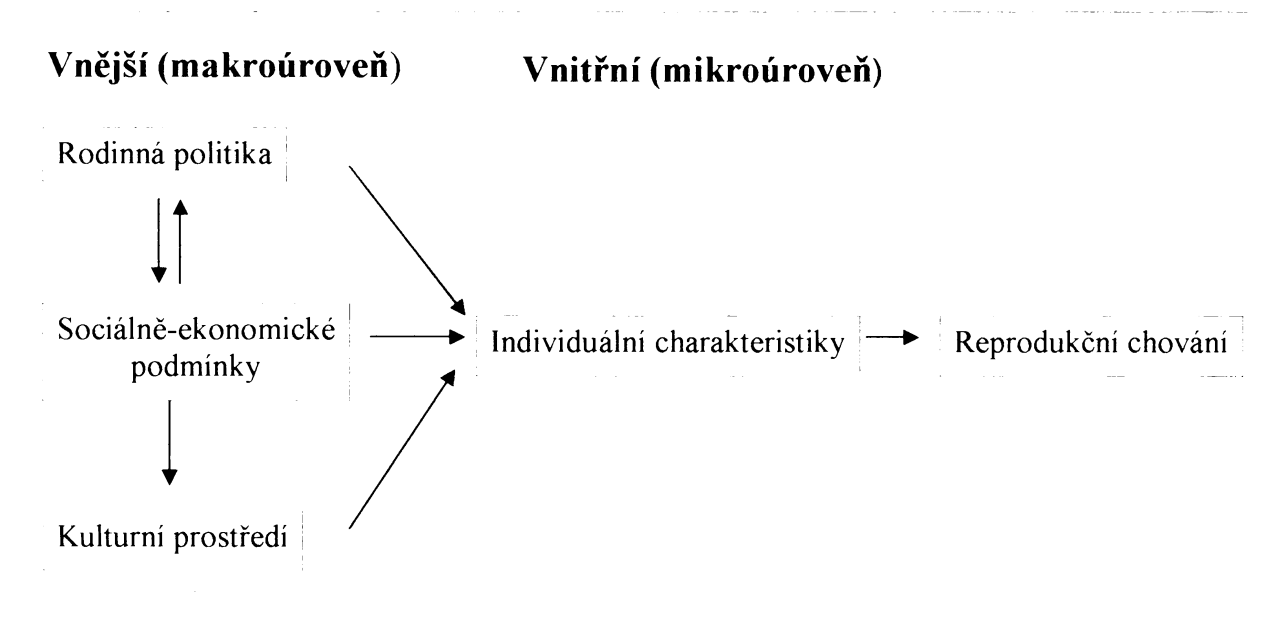 Vnější (makroúroveň)
Vnitřní (mikroúroveň)
Rodinná politika
Sociálně-ekonomické
podmínky
Individuální charakteristiky
Reprodukční chování
Kulturní prostředí